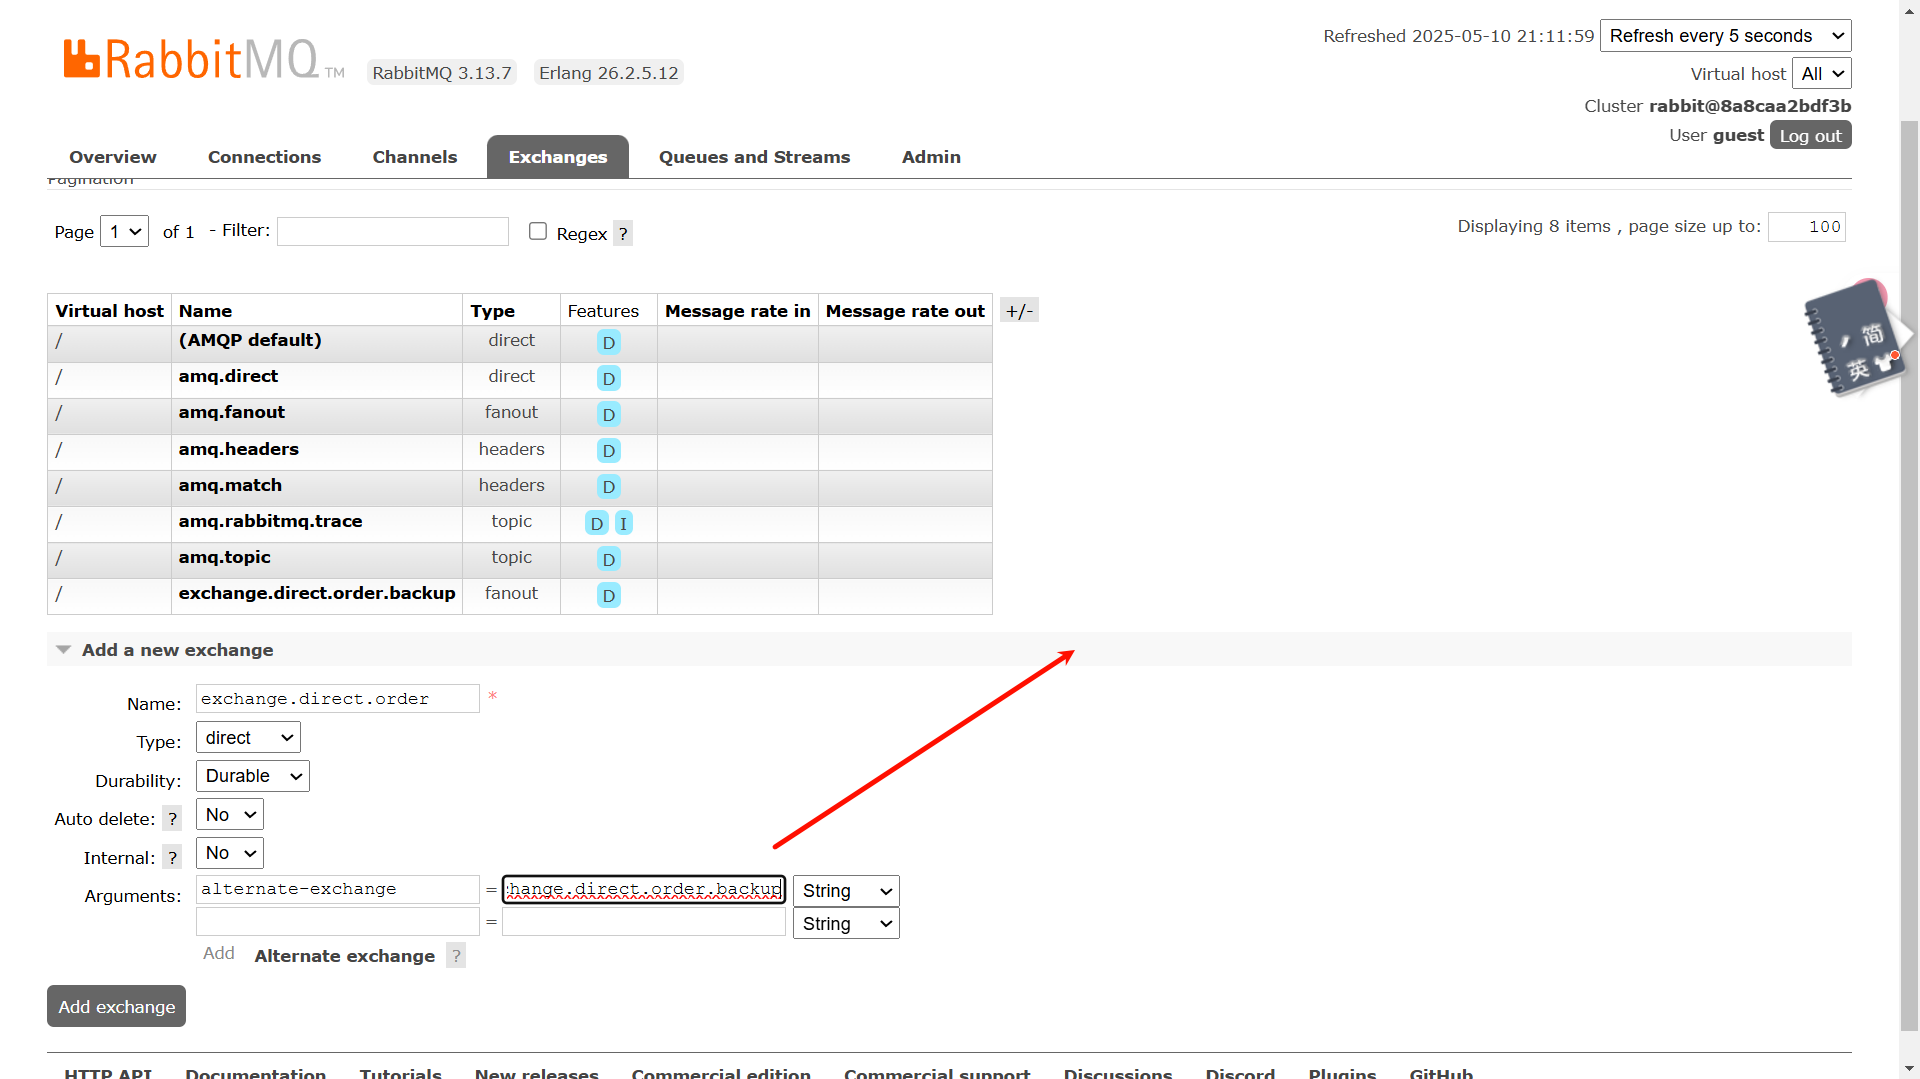 RabbitMQ TM
RabbitMQ 3.13.7
Erlang 26.2.5.12
Refreshed 2025-05-10 21:11:59
Refresh every 5 seconds
Virtual host All
Cluster rabbit@8a8caa2bdf3b
User guest Log out
Overview Connections Channels Exchanges Queues and Streams Admin
Pagination
Page 1 of 1 - Filter: Regex ?
Displaying 8 items , page size up to: 100
Virtual host Name Type Features Message rate in Message rate out +/-
/ (AMQP default) direct D
/ amq.direct direct D
/ amq.fanout fanout D
/ amq.headers headers D
/ amq.match headers D
/ amq.rabbitmq.trace topic D I
/ amq.topic topic D
/ exchange.direct.order.backup fanout D
简
英
Add a new exchange
Name: exchange.direct.order *
Type: direct
Durability: Durable
Auto delete: ? No
Internal: ? No
Arguments: alternate-exchange = change.direct.order.backup String
= String
Add Alternate exchange ?
Add exchange
HTTP API Documentation Tutorials New releases Commercial edition Commercial support Discussions Discord Plugins GitHub